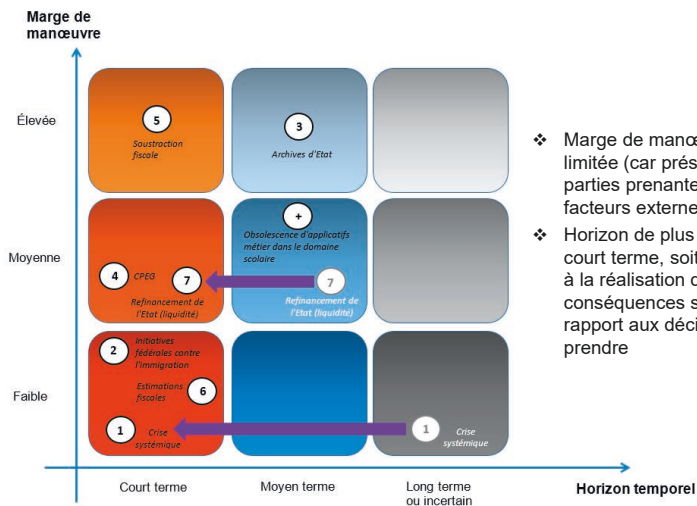 Marge de
manœuvre
Élevée
5
Soustraction
fiscale
3
Archives d'Etat
Moyenne
+
Obsolescence d'applicatifs
métier dans le domaine
scolaire
4
CPEG
7
Refinancement de
l'Etat (liquidité)
7
Refinancement de
l'Etat (liquidité)
Faible
2
Initiatives
fédérales contre
l'immigration
Estimations
fiscales
6
1
Crise
systémique
1
Crise
systémique
Court terme
Moyen terme
Long terme
ou incertain
Horizon temporel
❖ Marge de manœ
limitée (car prés
parties prenante
facteurs externe
❖ Horizon de plus
court terme, soit
à la réalisation d
conséquences s
rapport aux déci
prendre